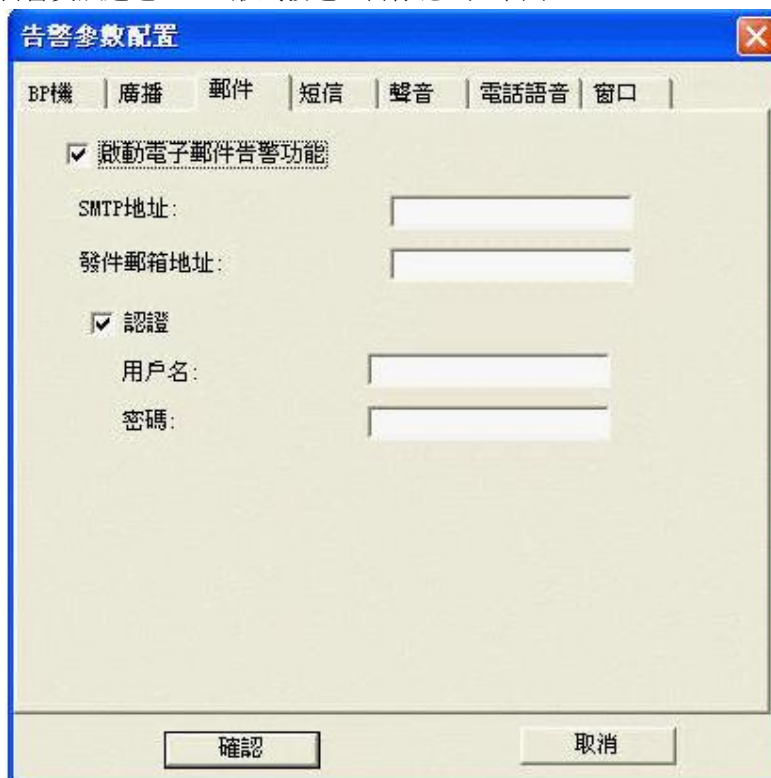 告警參數配置
BP機 廣播 郵件 短信 聲音 電話語音 窗口
啟動電子郵件告警功能
SMTP地址:
發件郵箱地址:
認證
用戶名:
密碼:
確認 取消